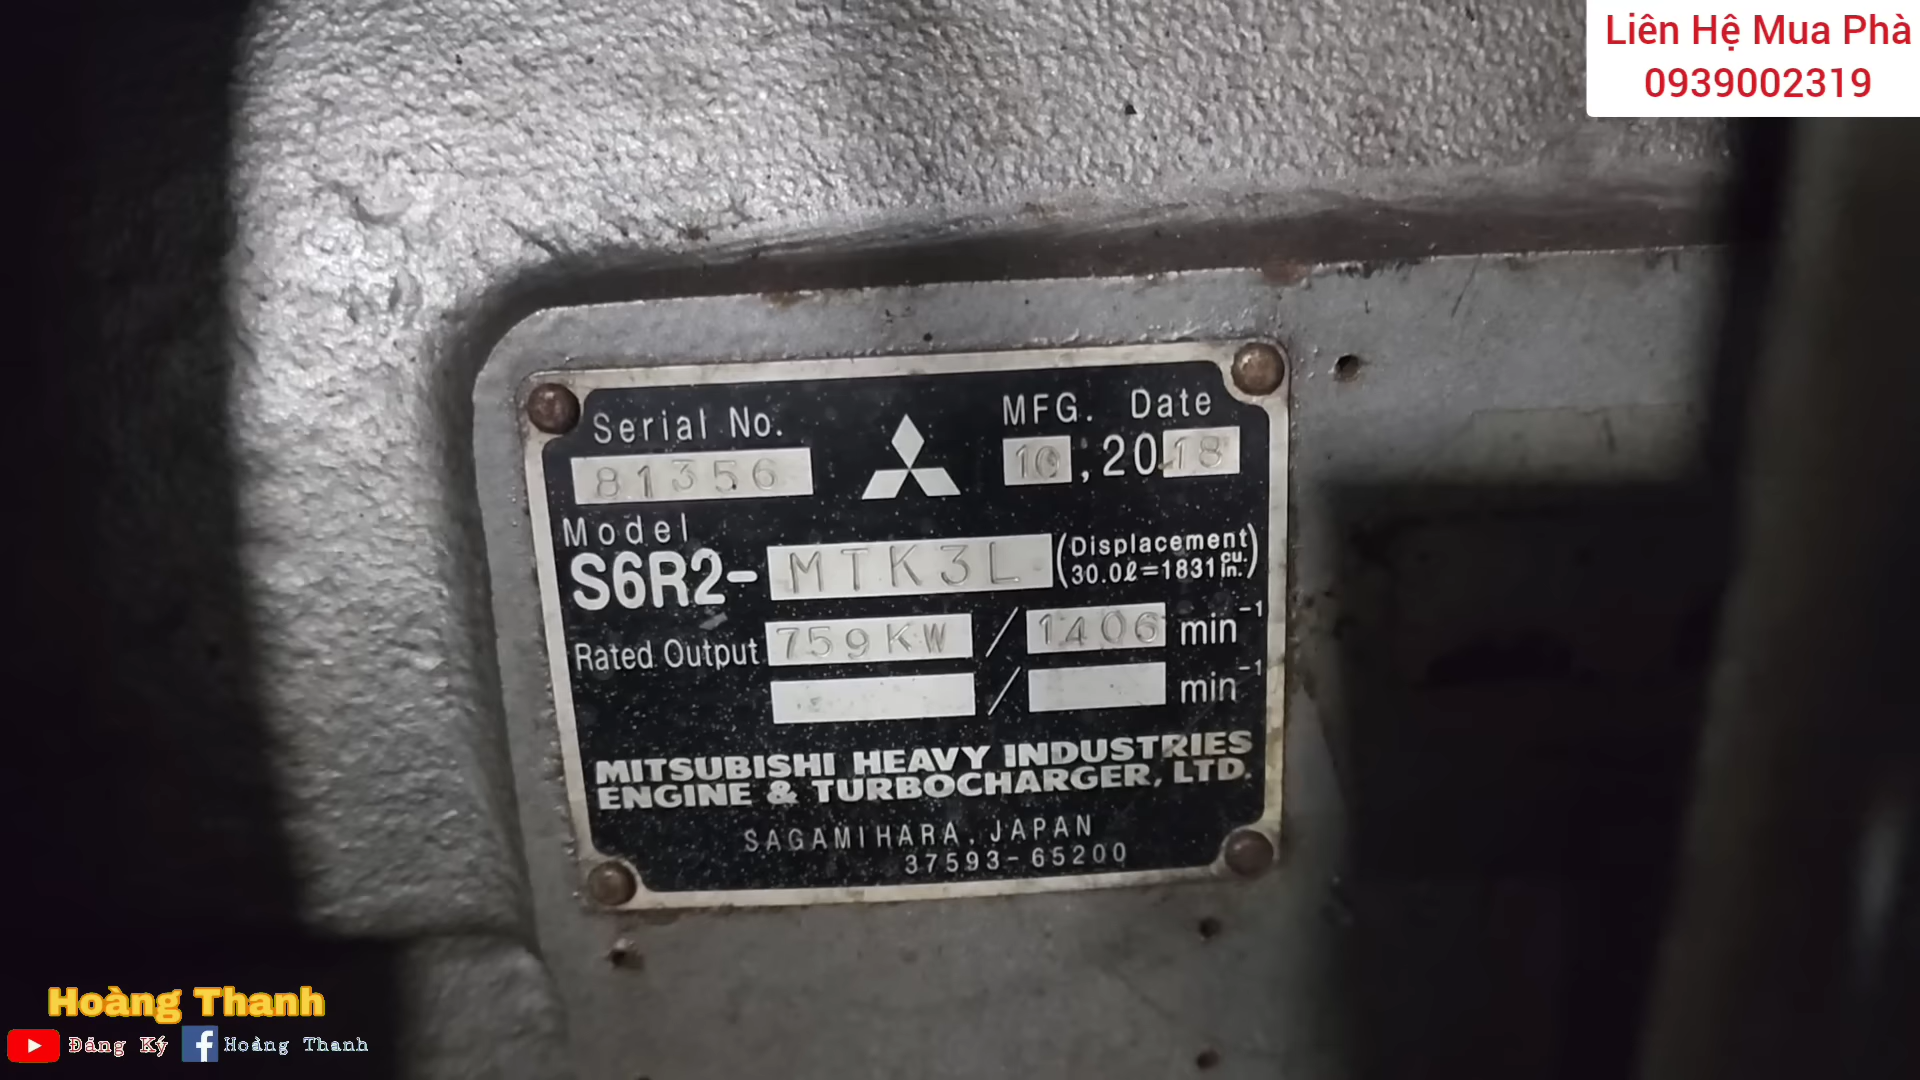 Liên Hệ Mua Phà
0939002319
Serial No.
81356
MFG. Date
10, 2018
Model
S6R2- MTK3L
(Displacement
30.0ℓ=1831 cu. in.)
Rated Output 759KW / 1406 min⁻¹
/ min⁻¹
MITSUBISHI HEAVY INDUSTRIES
ENGINE & TURBOCHARGER, LTD.
SAGAMIHARA, JAPAN
37593-65200
Hoàng Thanh
Đăng Ký
Hoàng Thanh